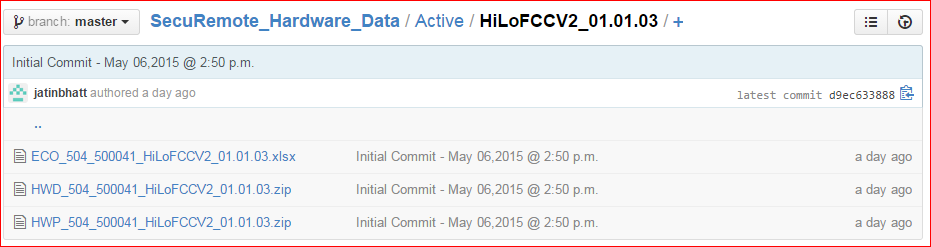 branch: master SecuRemote_Hardware_Data / Active / HiLoFCCV2_01.01.03 / +
Initial Commit - May 06,2015 @ 2:50 p.m.
jatinbhatt authored a day ago latest commit d9ec633888
..
ECO_504_500041_HiLoFCCV2_01.01.03.xlsx Initial Commit - May 06,2015 @ 2:50 p.m. a day ago
HWD_504_500041_HiLoFCCV2_01.01.03.zip Initial Commit - May 06,2015 @ 2:50 p.m. a day ago
HWP_504_500041_HiLoFCCV2_01.01.03.zip Initial Commit - May 06,2015 @ 2:50 p.m. a day ago